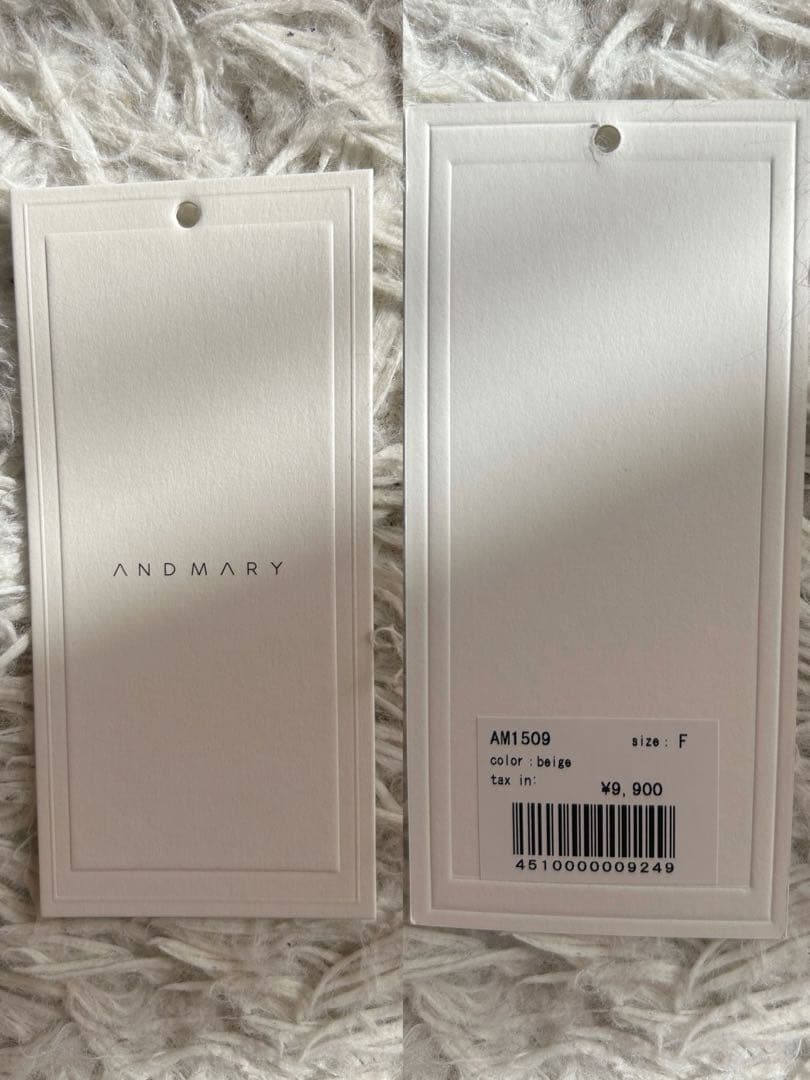 ANDMARY
AM1509 size: F
color:beige
tax in:
¥9,900
4510000009249